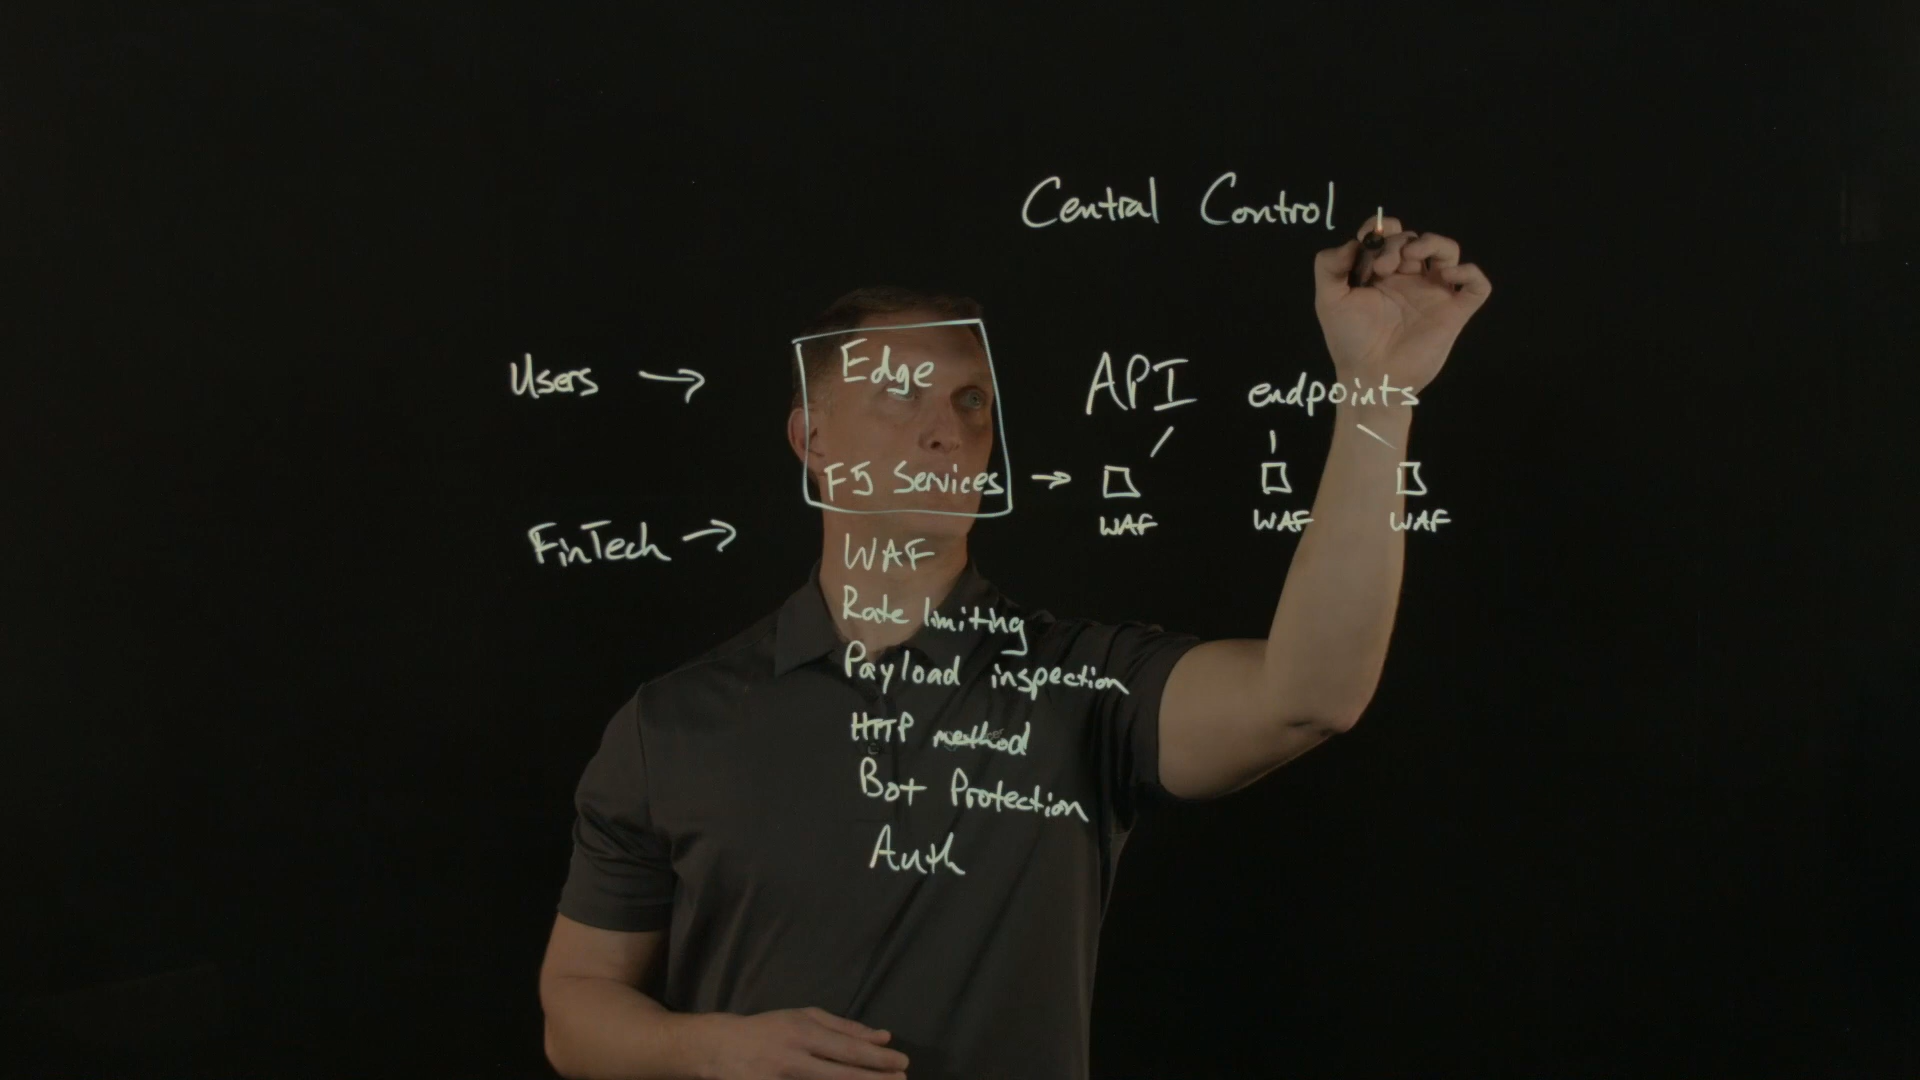 Central Control
Users →
Edge
API endpoints
F5 Services →
WAF WAF WAF
FinTech →
WAF
Rate limiting
Payload inspection
HTTP method
Bot Protection
Auth